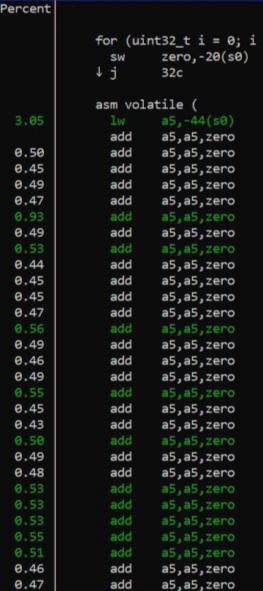 Percent
for (uint32_t i = 0; i
sw zero,-20(s0)
↓ j 32c
asm volatile (
3.05 lw a5,-44(s0)
add a5,a5,zero
0.50 add a5,a5,zero
0.45 add a5,a5,zero
0.49 add a5,a5,zero
0.47 add a5,a5,zero
0.93 add a5,a5,zero
0.49 add a5,a5,zero
0.53 add a5,a5,zero
0.44 add a5,a5,zero
0.45 add a5,a5,zero
0.45 add a5,a5,zero
0.47 add a5,a5,zero
0.56 add a5,a5,zero
0.49 add a5,a5,zero
0.46 add a5,a5,zero
0.49 add a5,a5,zero
0.55 add a5,a5,zero
0.45 add a5,a5,zero
0.43 add a5,a5,zero
0.50 add a5,a5,zero
0.49 add a5,a5,zero
0.48 add a5,a5,zero
0.53 add a5,a5,zero
0.53 add a5,a5,zero
0.53 add a5,a5,zero
0.55 add a5,a5,zero
0.51 add a5,a5,zero
0.46 add a5,a5,zero
0.47 add a5,a5,zero